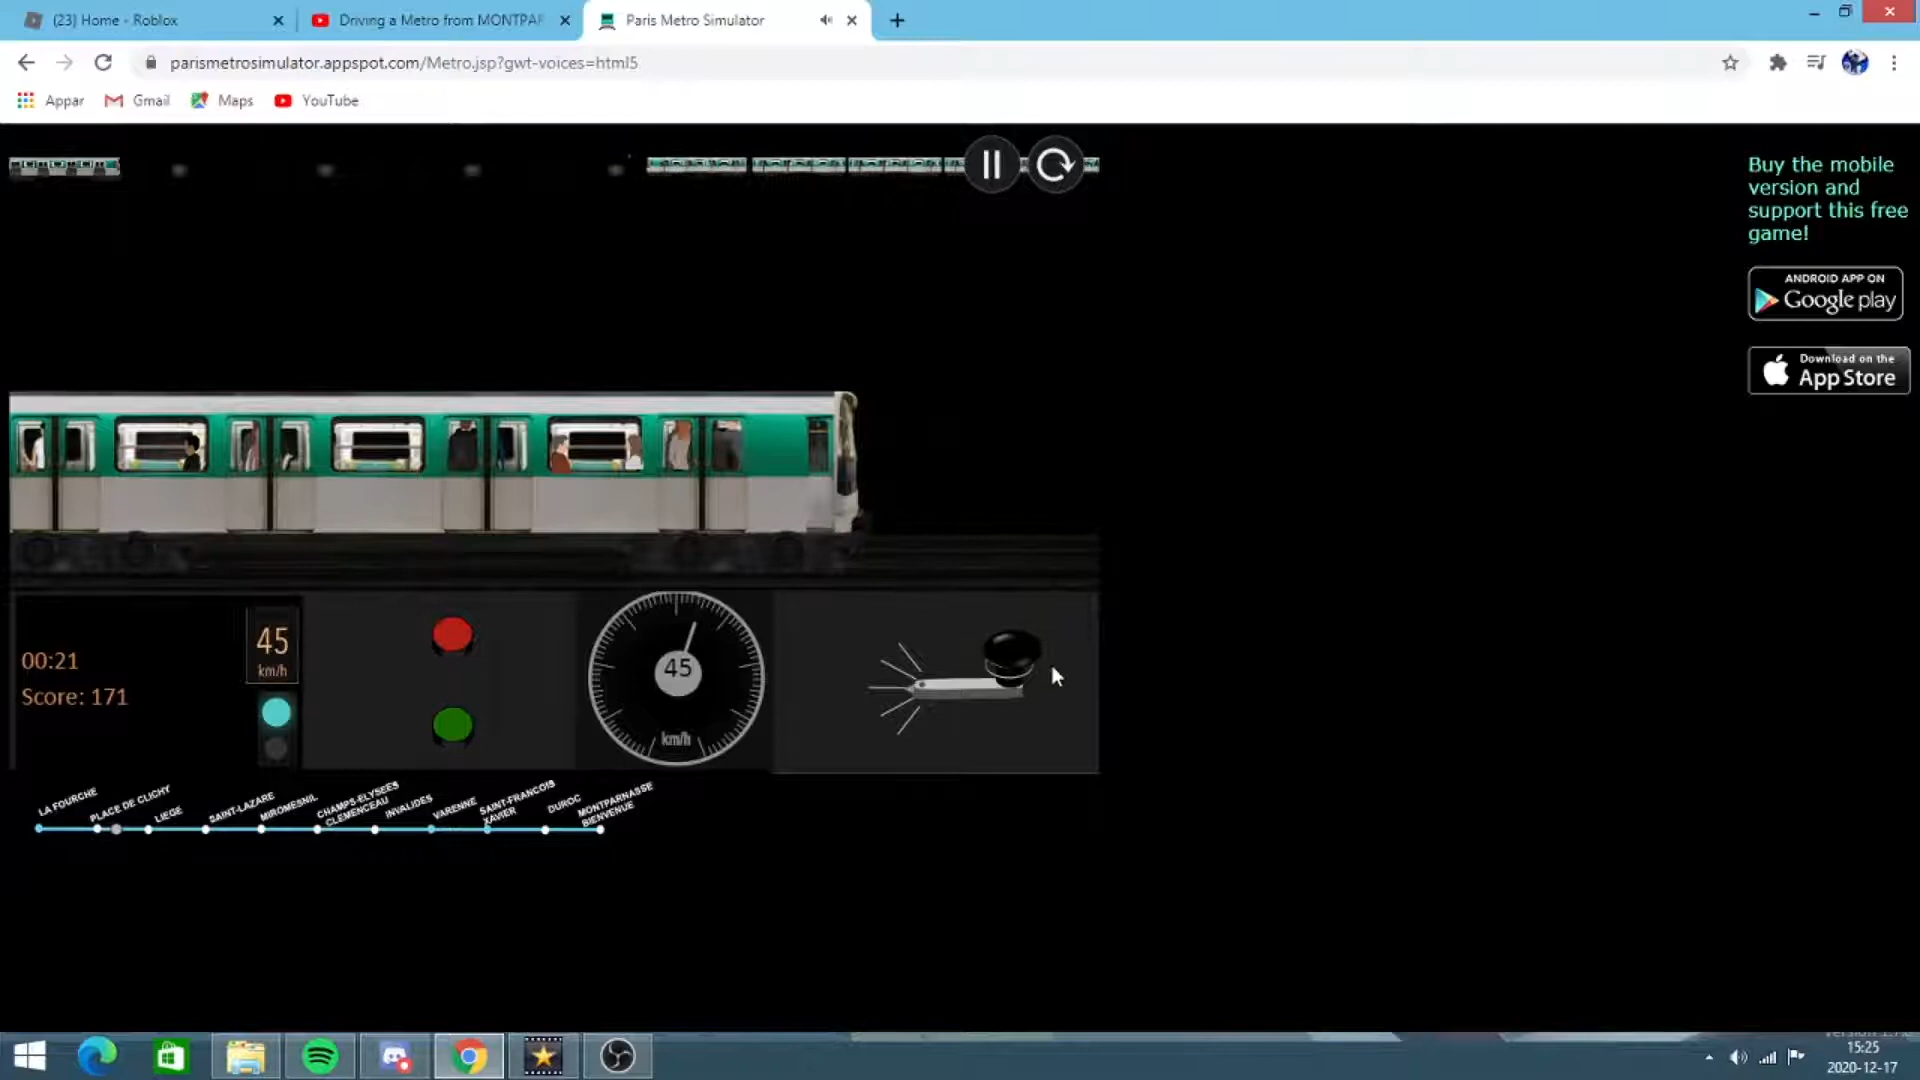 (23) Home - Roblox
Driving a Metro from MONTPAR
Paris Metro Simulator
parismetrosimulator.appspot.com/Metro.jsp?gwt-voices=html5
Appar
Gmail
Maps
YouTube
Buy the mobile
version and
support this free
game!
ANDROID APP ON
Google play
Download on the
App Store
45
km/h
00:21
Score: 171
45
km/h
LA FOURCHE
PLACE DE CLICHY
LIEGE
SAINT-LAZARE
MIROMESNIL
CHAMPS-ELYSEES
CLEMENCEAU
INVALIDES
VARENNE
SAINT-FRANCOIS
XAVIER
DUROC
MONTPARNASSE
BIENVENUE
15:25
2020-12-17